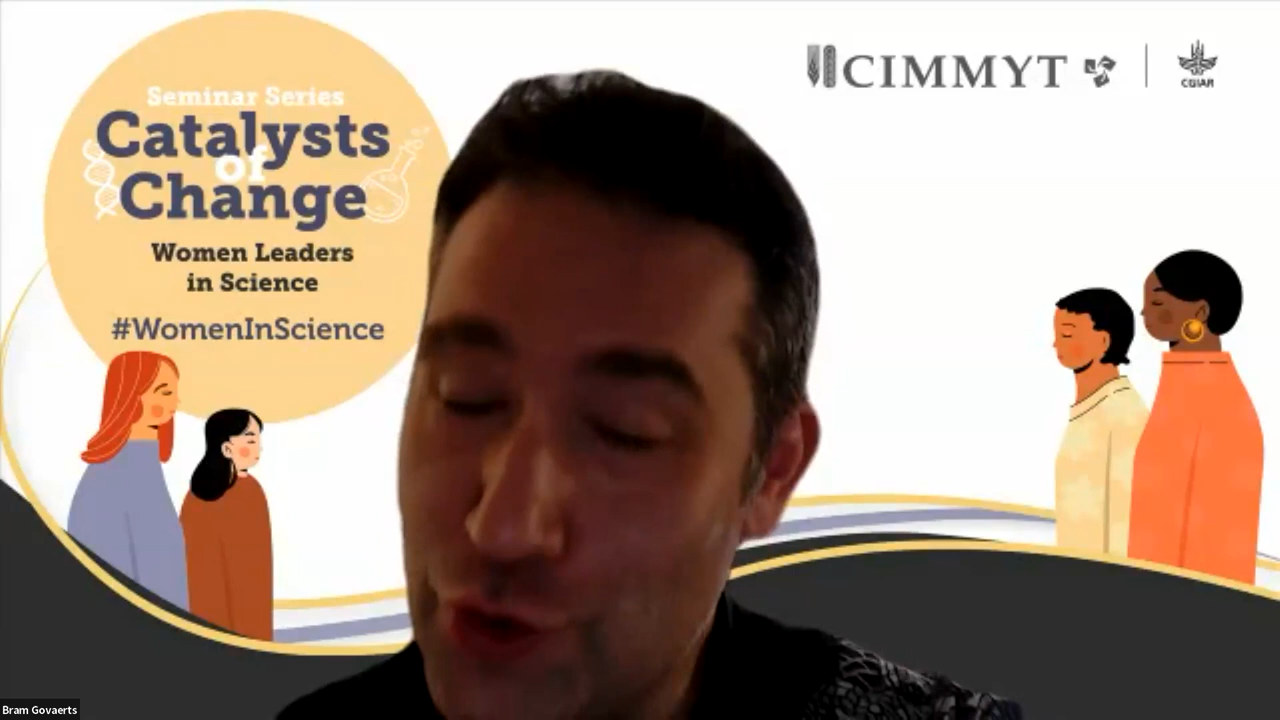 Seminar Series
Catalysts
of
Change
Women Leaders
in Science
#WomenInScience
CIMMYT
CGIAR
Bram Govaerts